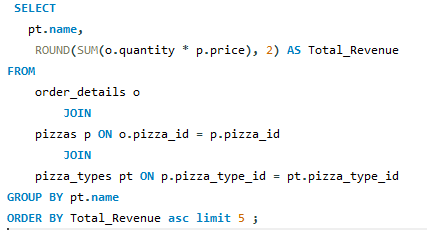 SELECT
pt.name,
ROUND(SUM(o.quantity * p.price), 2) AS Total_Revenue
FROM
order_details o
JOIN
pizzas p ON o.pizza_id = p.pizza_id
JOIN
pizza_types pt ON p.pizza_type_id = pt.pizza_type_id
GROUP BY pt.name
ORDER BY Total_Revenue asc limit 5 ;